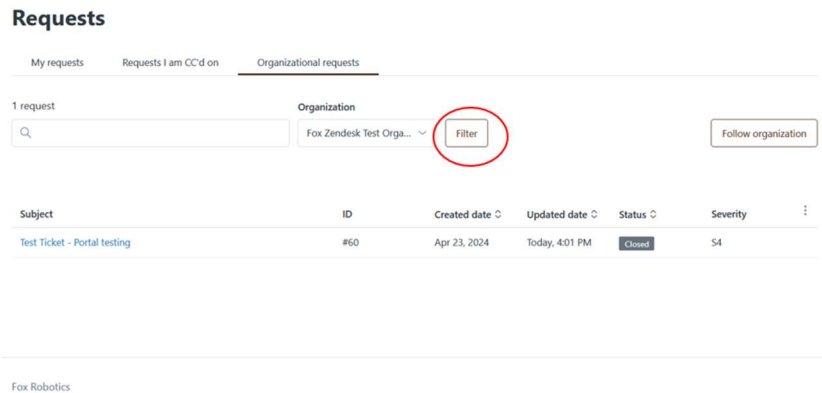 Requests
My requests Requests I am CC'd on Organizational requests
1 request Organization
Fox Zendesk Test Orga... Filter Follow organization
Subject ID Created date Updated date Status Severity
Test Ticket - Portal testing #60 Apr 23, 2024 Today, 4:01 PM Closed S4
Fox Robotics